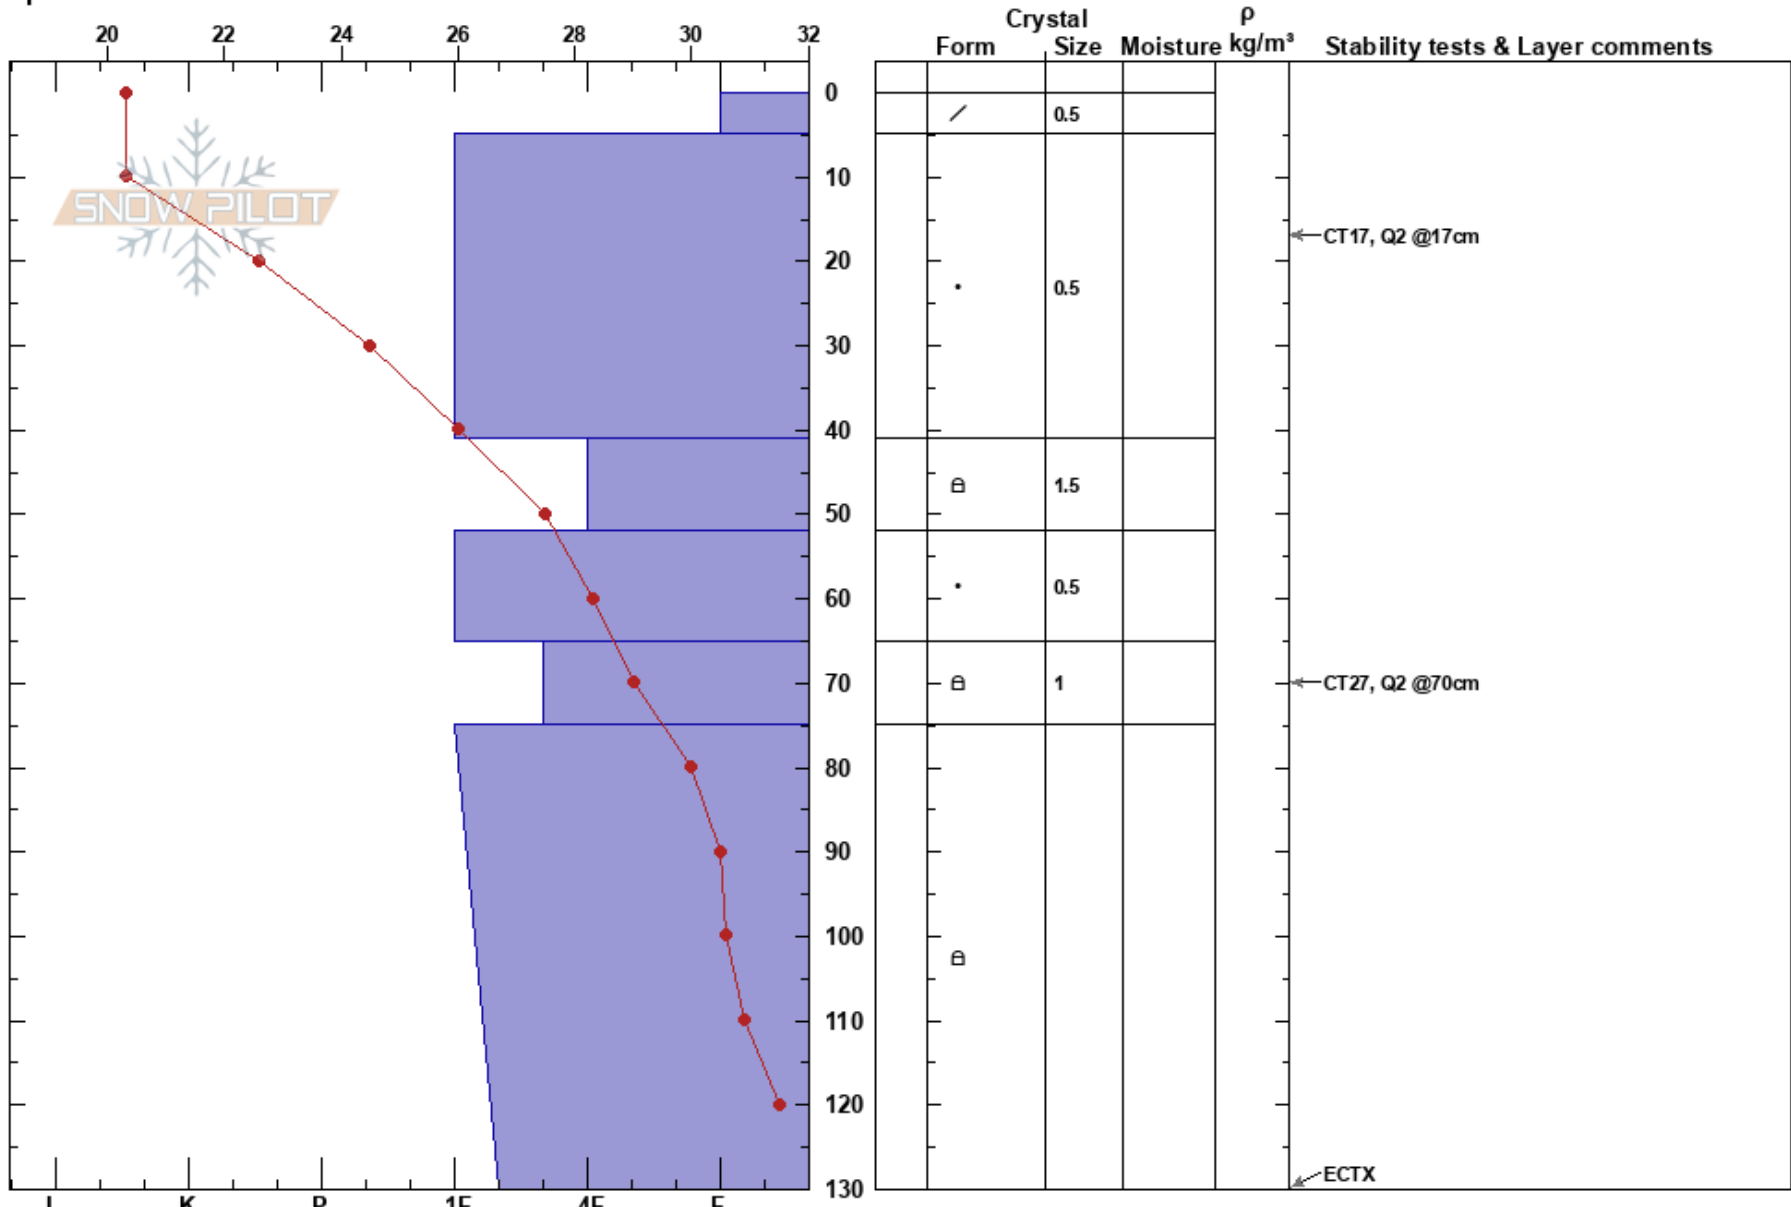 Crystal ρ
20 22 24 26 28 30 32 Form Size Moisture kg/m³ Stability tests & Layer comments
0
0.5
SNOW PILOT
10
CT17, Q2 @17cm
20
0.5
30
40
1.5
50
0.5
60
70 1 CT27, Q2 @70cm
80
90
100
110
120
ECTX
130
I K P 1F 4F F